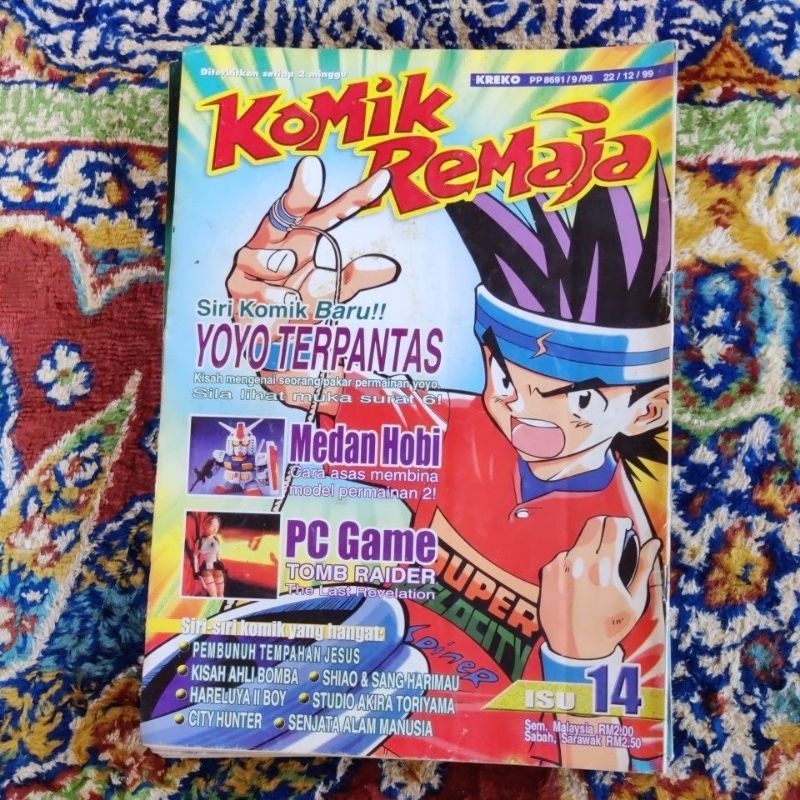 Diterbitkan setiap 2 minggu
KREKO PP 8691/9/99 22/12/99
Komik
Remaja
Siri Komik Baru!!
YOYO TERPANTAS
Kisah mengenai seorang pakar permainan yoyo,
Sila lihat muka surat 6!
Medan Hobi
Cara asas membina
model permainan 2!
PC Game
TOMB RAIDER
The Last Revelation
SUPER
VELOCITY
Spiner
Siri-siri komik yang hangat:
• PEMBUNUH TEMPAHAN JESUS
• KISAH AHLI BOMBA • SHIAO & SANG HARIMAU
• HARELUYA II BOY • STUDIO AKIRA TORIYAMA
• CITY HUNTER • SENJATA ALAM MANUSIA
ISU 14
Sem. Malaysia RM2.00
Sabah, Sarawak RM2.50